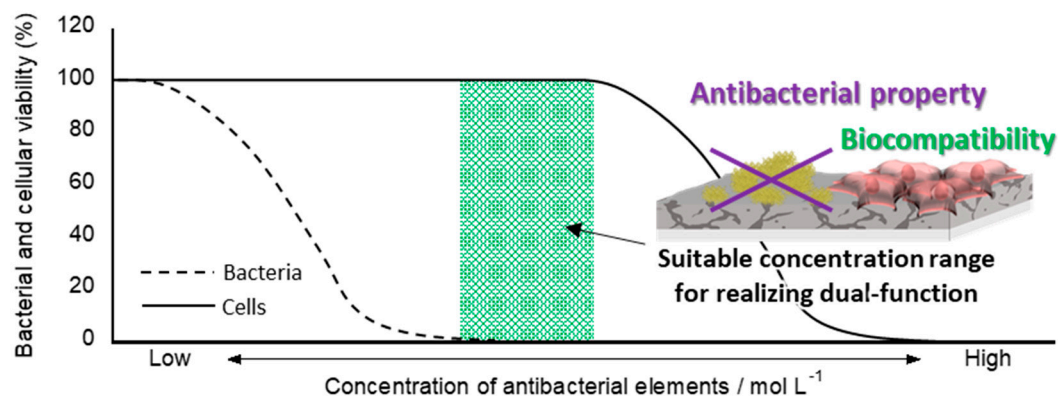 Bacterial and cellular viability (%)
120
100
80
60
40
20
0
Bacteria
Cells
Antibacterial property
Biocompatibility
Suitable concentration range
for realizing dual-function
Low
High
Concentration of antibacterial elements / mol L⁻¹